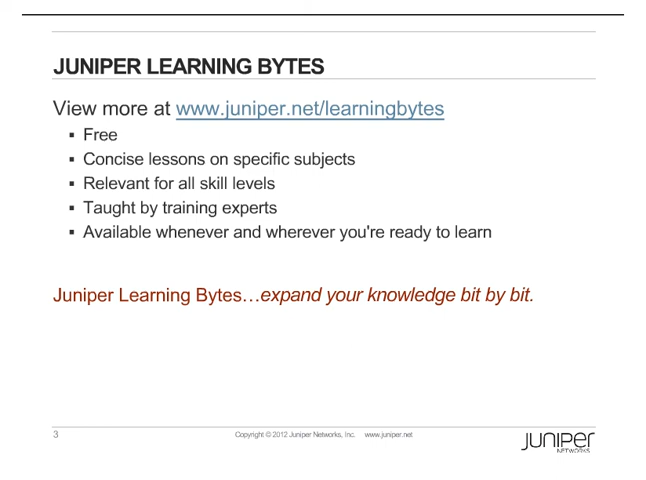 JUNIPER LEARNING BYTES
View more at www.juniper.net/learningbytes
▪ Free
▪ Concise lessons on specific subjects
▪ Relevant for all skill levels
▪ Taught by training experts
▪ Available whenever and wherever you're ready to learn
Juniper Learning Bytes…expand your knowledge bit by bit.
3
Copyright © 2012 Juniper Networks, Inc. www.juniper.net
JUNIPER
NETWORKS